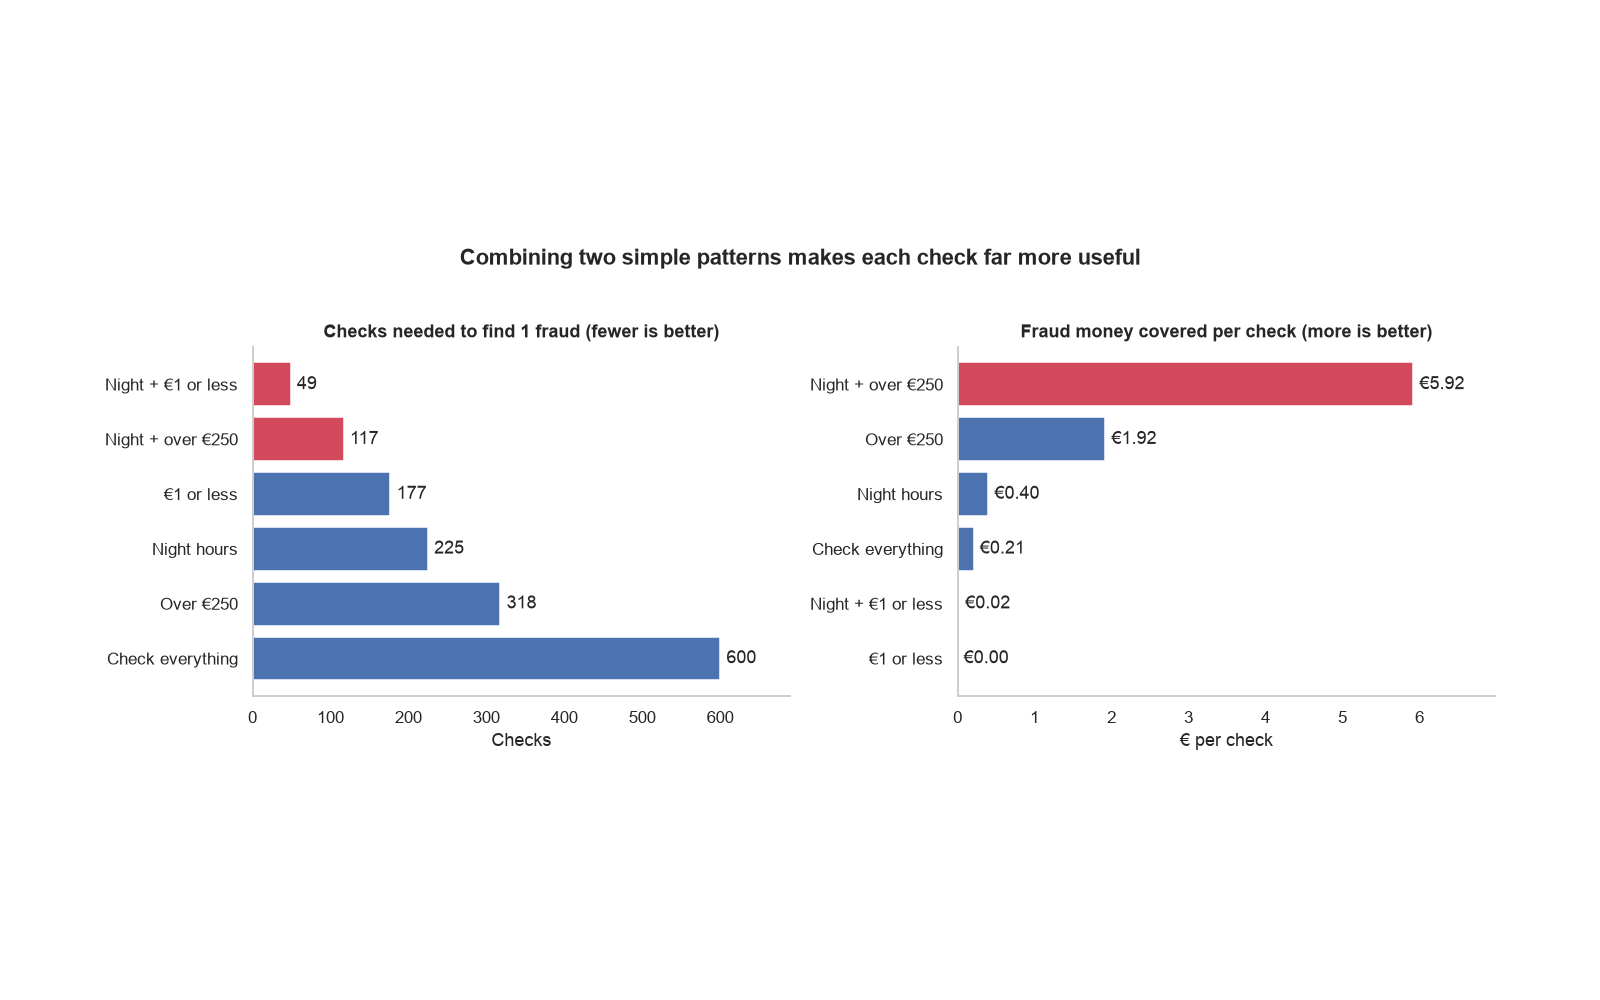 Combining two simple patterns makes each check far more useful
Checks needed to find 1 fraud (fewer is better)
Night + €1 or less 49
Night + over €250 117
€1 or less 177
Night hours 225
Over €250 318
Check everything 600
0 100 200 300 400 500 600
Checks
Fraud money covered per check (more is better)
Night + over €250 €5.92
Over €250 €1.92
Night hours €0.40
Check everything €0.21
Night + €1 or less €0.02
€1 or less €0.00
0 1 2 3 4 5 6
€ per check